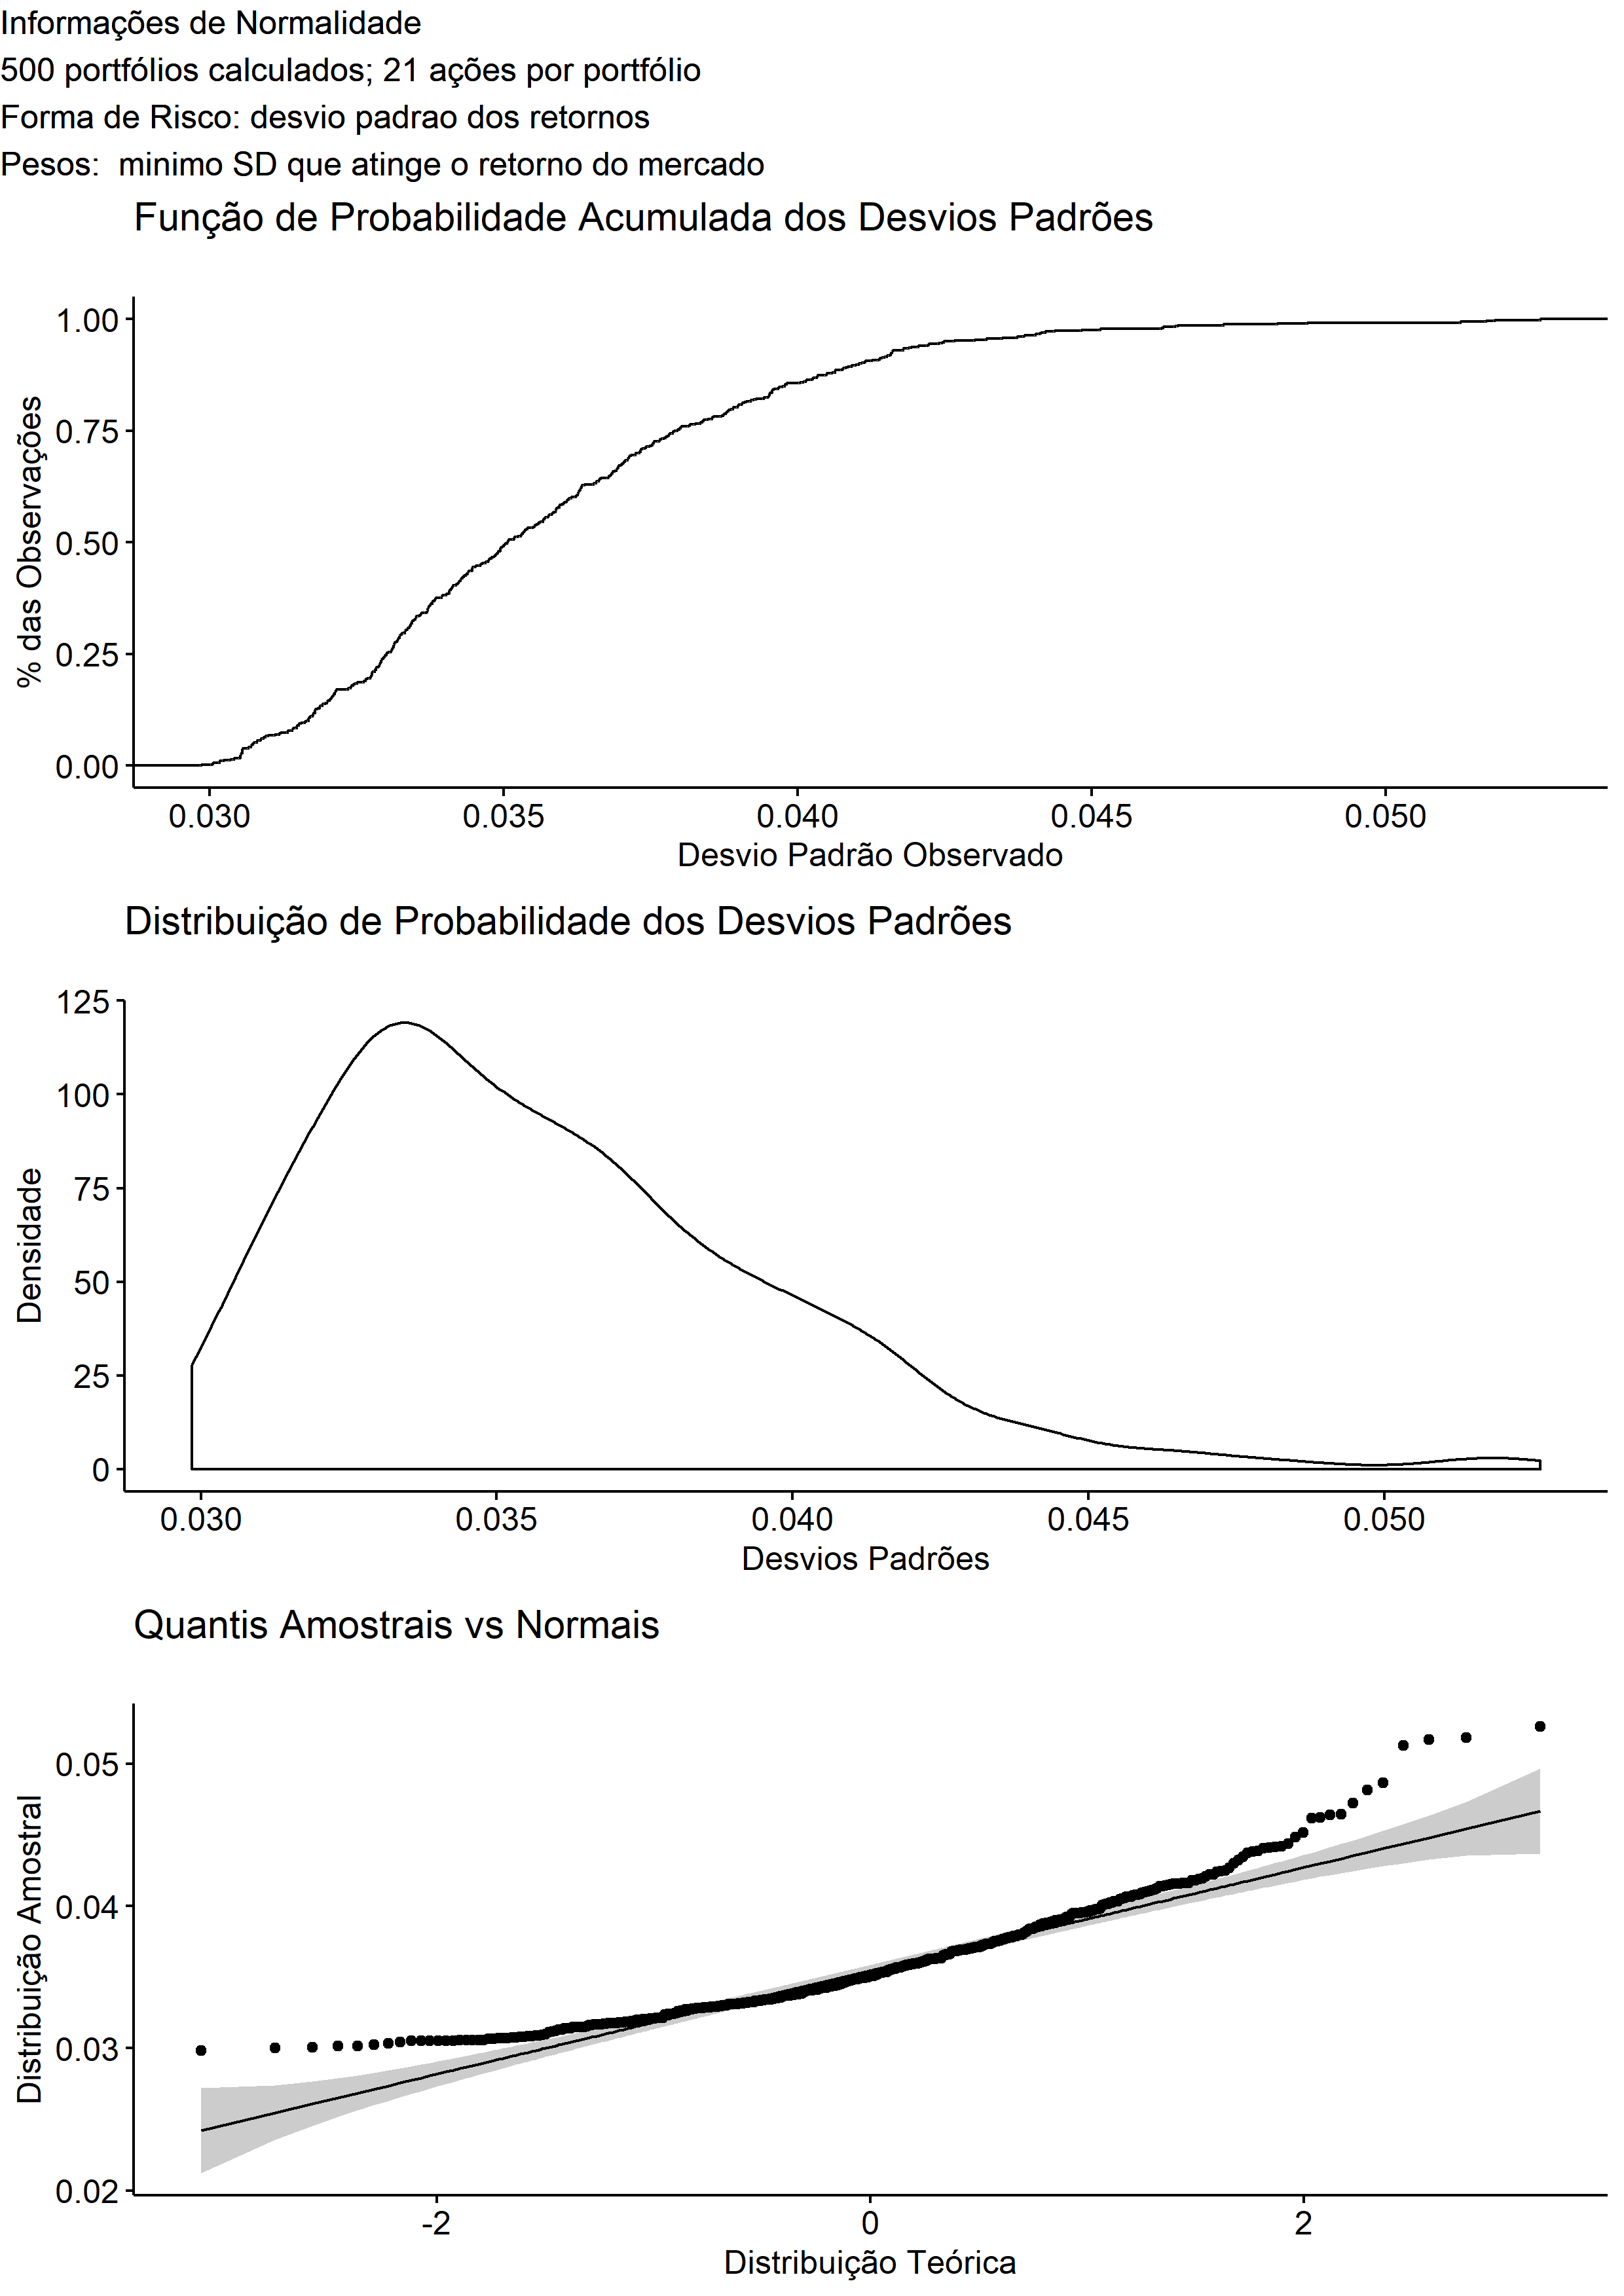 Informações de Normalidade
500 portfólios calculados; 21 ações por portfólio
Forma de Risco: desvio padrao dos retornos
Pesos:  minimo SD que atinge o retorno do mercado
Função de Probabilidade Acumulada dos Desvios Padrões
% das Observações
1.00
0.75
0.50
0.25
0.00
0.030 0.035 0.040 0.045 0.050
Desvio Padrão Observado
Distribuição de Probabilidade dos Desvios Padrões
Densidade
125
100
75
50
25
0
0.030 0.035 0.040 0.045 0.050
Desvios Padrões
Quantis Amostrais vs Normais
Distribuição Amostral
0.05
0.04
0.03
0.02
-2 0 2
Distribuição Teórica